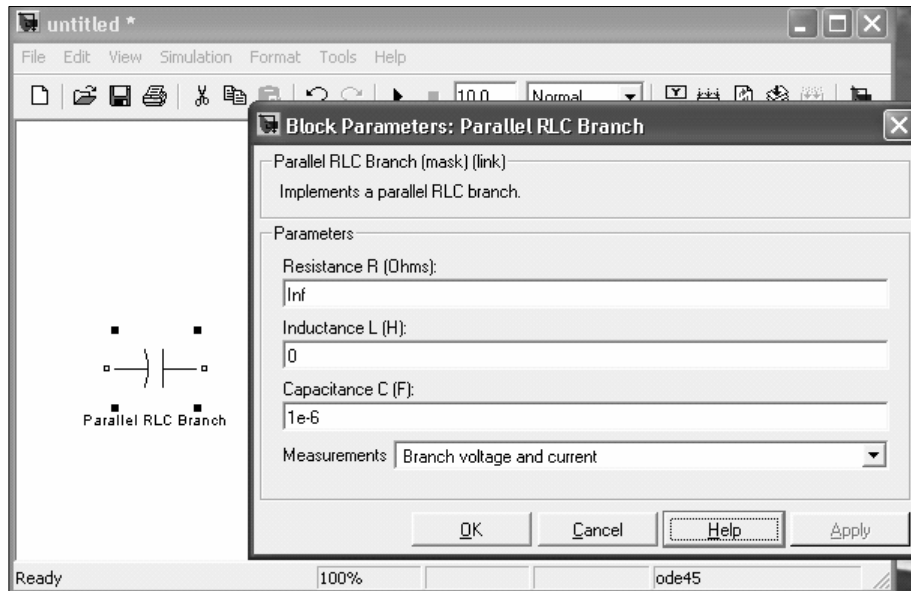 untitled *
File Edit View Simulation Format Tools Help
10.0 Normal
Block Parameters: Parallel RLC Branch
Parallel RLC Branch (mask) (link)
Implements a parallel RLC branch.
Parameters
Resistance R (Ohms):
Inf
Inductance L (H):
0
Capacitance C (F):
1e-6
Measurements Branch voltage and current
OK Cancel Help Apply
Parallel RLC Branch
Ready 100% ode45